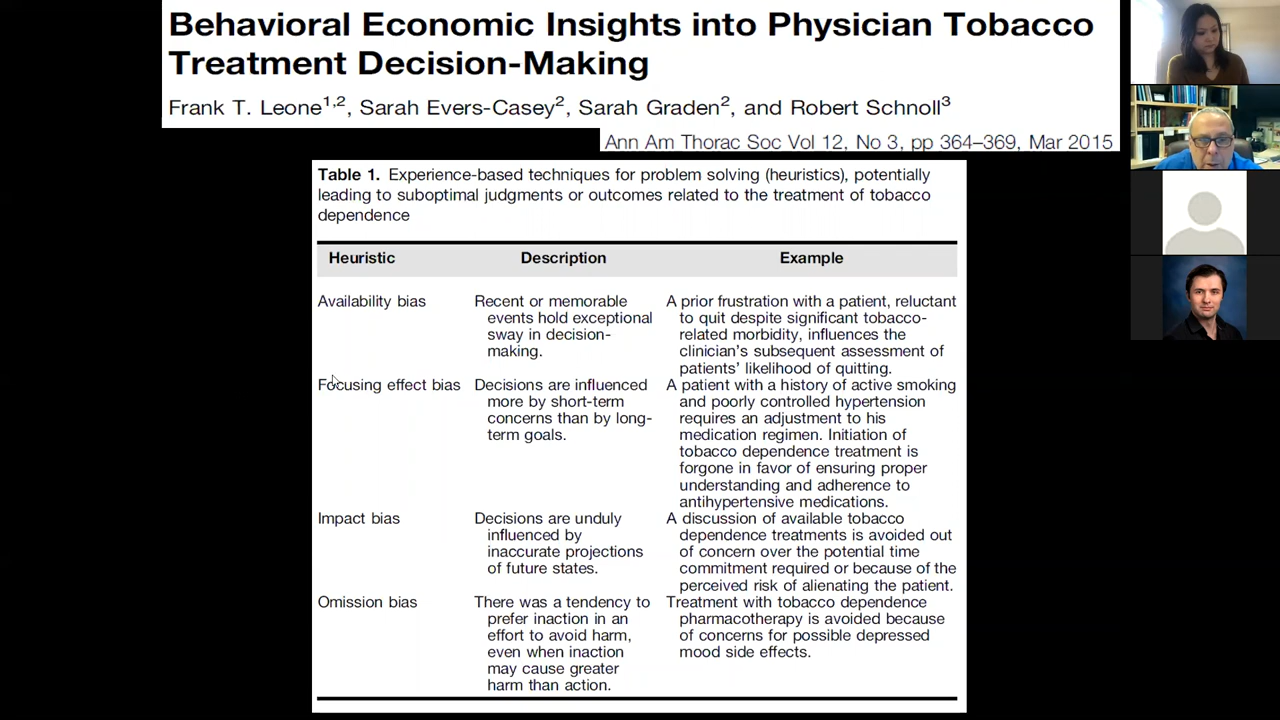 Behavioral Economic Insights into Physician Tobacco
Treatment Decision-Making
Frank T. Leone1,2, Sarah Evers-Casey2, Sarah Graden2, and Robert Schnoll3
Ann Am Thorac Soc Vol 12, No 3, pp 364–369, Mar 2015
Table 1. Experience-based techniques for problem solving (heuristics), potentially
leading to suboptimal judgments or outcomes related to the treatment of tobacco
dependence
Heuristic Description Example
Availability bias
Recent or memorable
events hold exceptional
sway in decision-
making.
A prior frustration with a patient, reluctant
to quit despite significant tobacco-
related morbidity, influences the
clinician's subsequent assessment of
patients' likelihood of quitting.
Focusing effect bias
Decisions are influenced
more by short-term
concerns than by long-
term goals.
A patient with a history of active smoking
and poorly controlled hypertension
requires an adjustment to his
medication regimen. Initiation of
tobacco dependence treatment is
forgone in favor of ensuring proper
understanding and adherence to
antihypertensive medications.
Impact bias
Decisions are unduly
influenced by
inaccurate projections
of future states.
A discussion of available tobacco
dependence treatments is avoided out
of concern over the potential time
commitment required or because of the
perceived risk of alienating the patient.
Omission bias
There was a tendency to
prefer inaction in an
effort to avoid harm,
even when inaction
may cause greater
harm than action.
Treatment with tobacco dependence
pharmacotherapy is avoided because
of concerns for possible depressed
mood side effects.